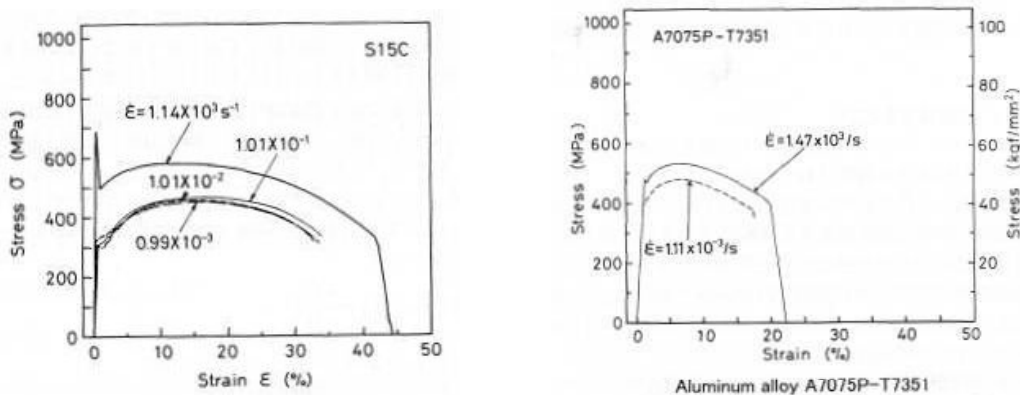 S15C
1000
800
600
400
200
0
Stress σ (MPa)
ε̇=1.14X10³s⁻¹
1.01X10⁻¹
1.01X10⁻²
0.99X10⁻³
0 10 20 30 40 50
Strain ε (%)
A7075P-T7351
1000
800
600
400
200
0
Stress (MPa)
100
80
60
40
20
Stress (kgf/mm²)
ε̇=1.47x10³/s
ε̇=1.11x10⁻³/s
0 10 20 30 40 50
Strain (%)
Aluminum alloy A7075P-T7351